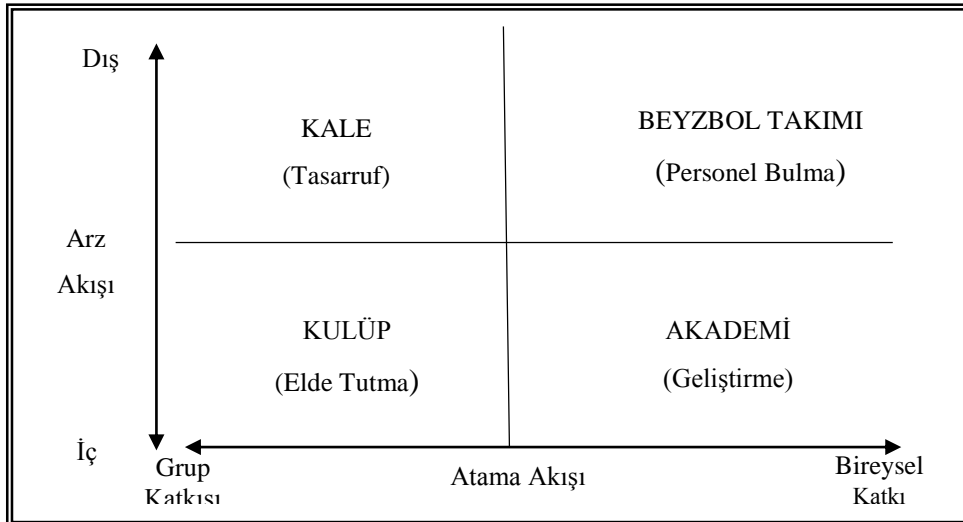 Dış
KALE
(Tasarruf)
BEYZBOL TAKIMI
(Personel Bulma)
Arz
Akışı
KULÜP
(Elde Tutma)
AKADEMİ
(Geliştirme)
İç
Grup
Katkısı
Atama Akışı
Bireysel
Katkı